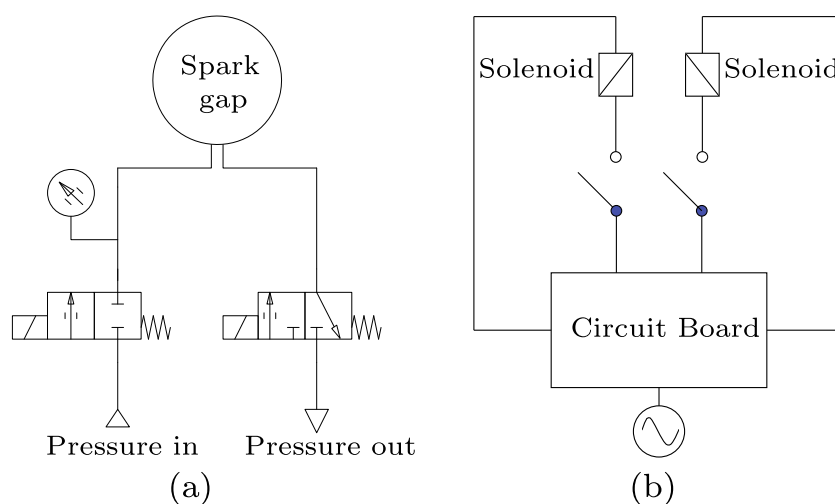 Spark
gap
Pressure in
Pressure out
(a)
Solenoid
Solenoid
Circuit Board
(b)